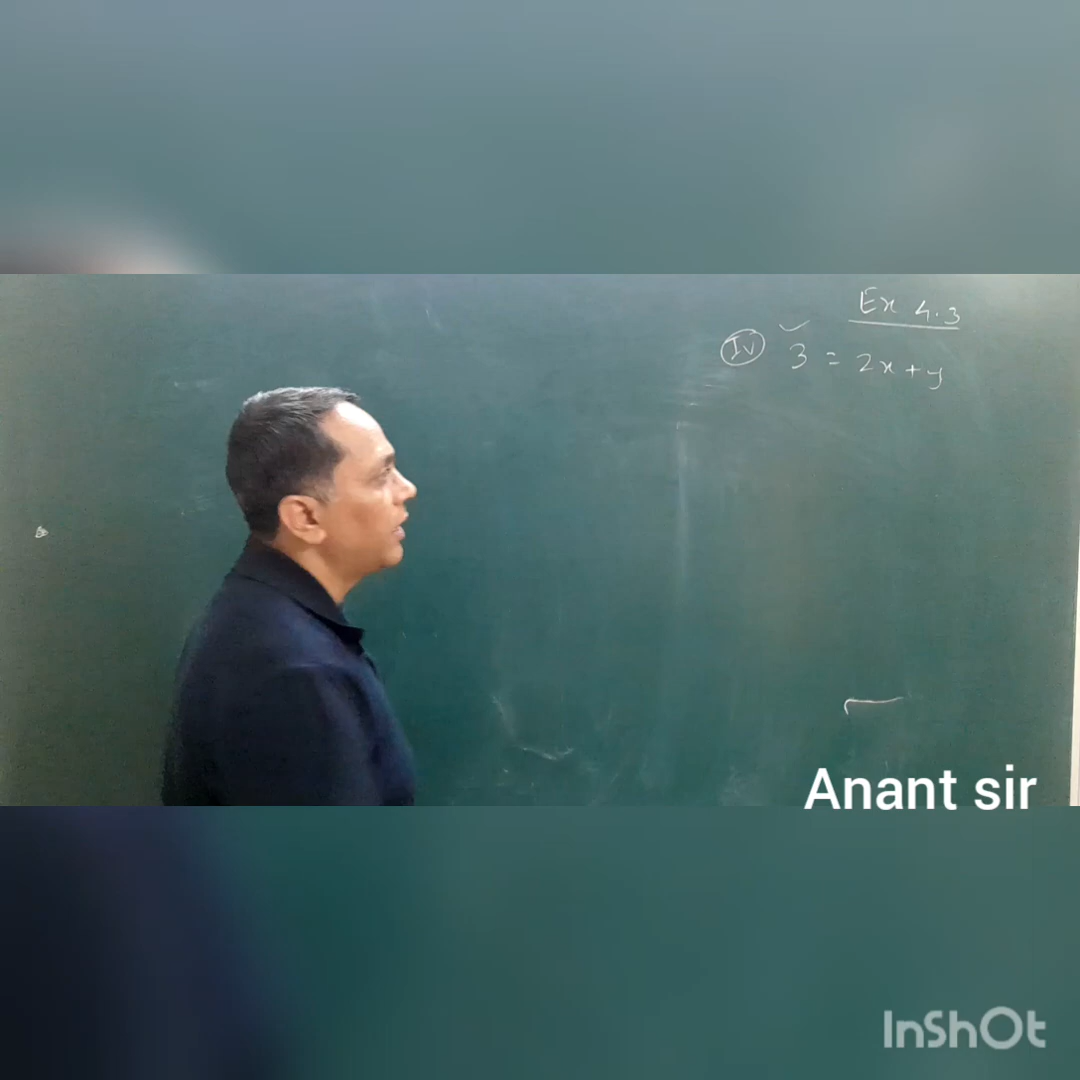 Ex 4.3
(IV) 3 = 2x + y
Anant sir
InShOt